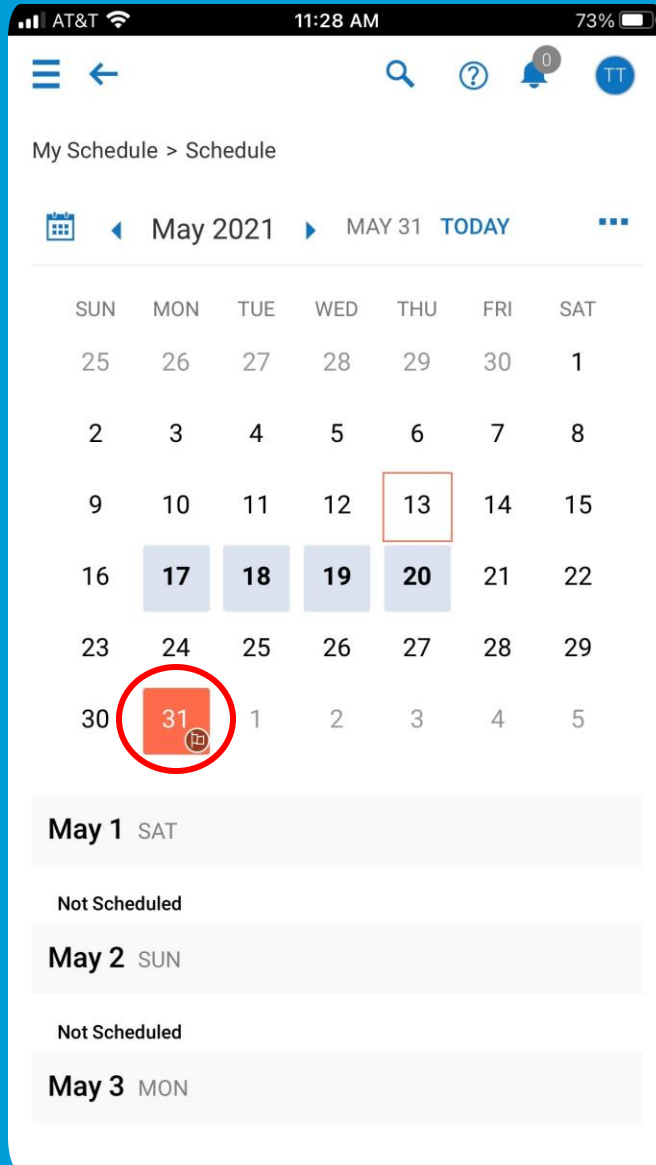 AT&T 11:28 AM 73%
0
TT
My Schedule > Schedule
May 2021 MAY 31 TODAY
SUN MON TUE WED THU FRI SAT
25 26 27 28 29 30 1
2 3 4 5 6 7 8
9 10 11 12 13 14 15
16 17 18 19 20 21 22
23 24 25 26 27 28 29
30 31 1 2 3 4 5
May 1 SAT
Not Scheduled
May 2 SUN
Not Scheduled
May 3 MON